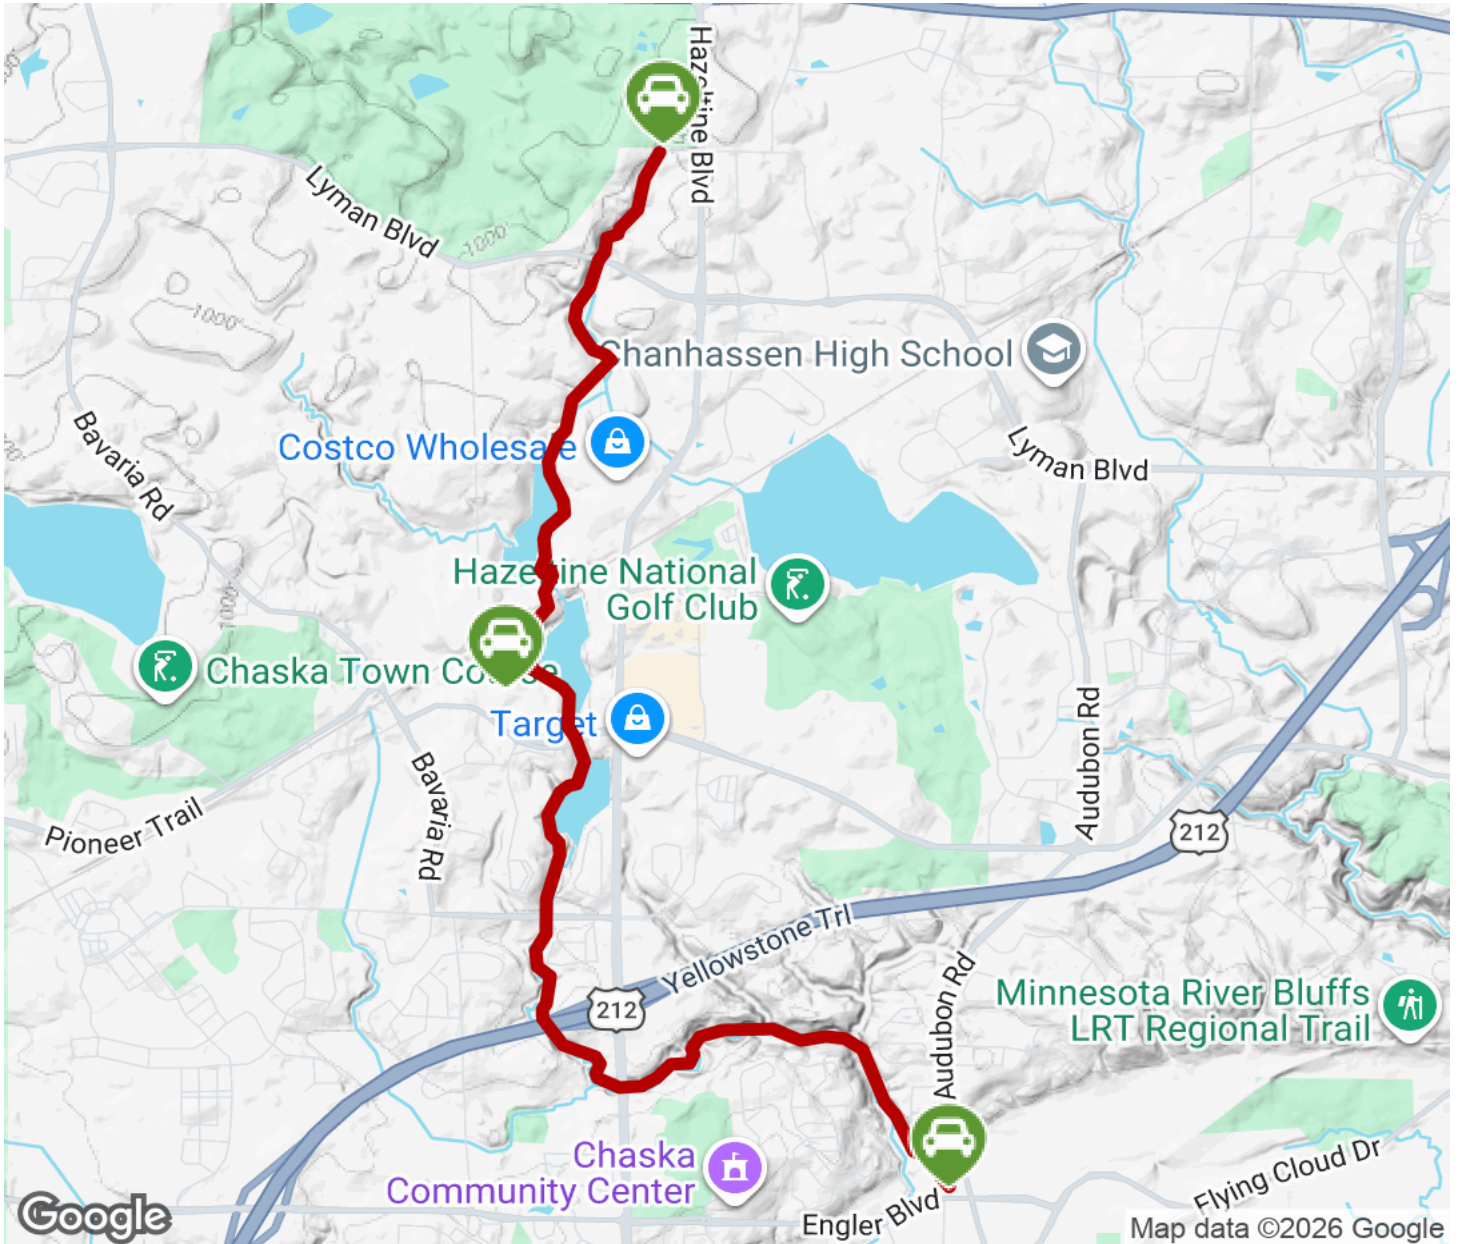 Hazeltine Blvd
Lyman Blvd
1000'
1000'
Chanhassen High School
Costco Wholesale
Bavaria Rd
Lyman Blvd
Hazeltine National
Golf Club
Chaska Town Course
Target
Audubon Rd
Bavaria Rd
Pioneer Trail
212
Yellowstone Trl
212
Audubon Rd
Minnesota River Bluffs
LRT Regional Trail
Chaska
Community Center
Flying Cloud Dr
Engler Blvd
Google
Map data ©2026 Google